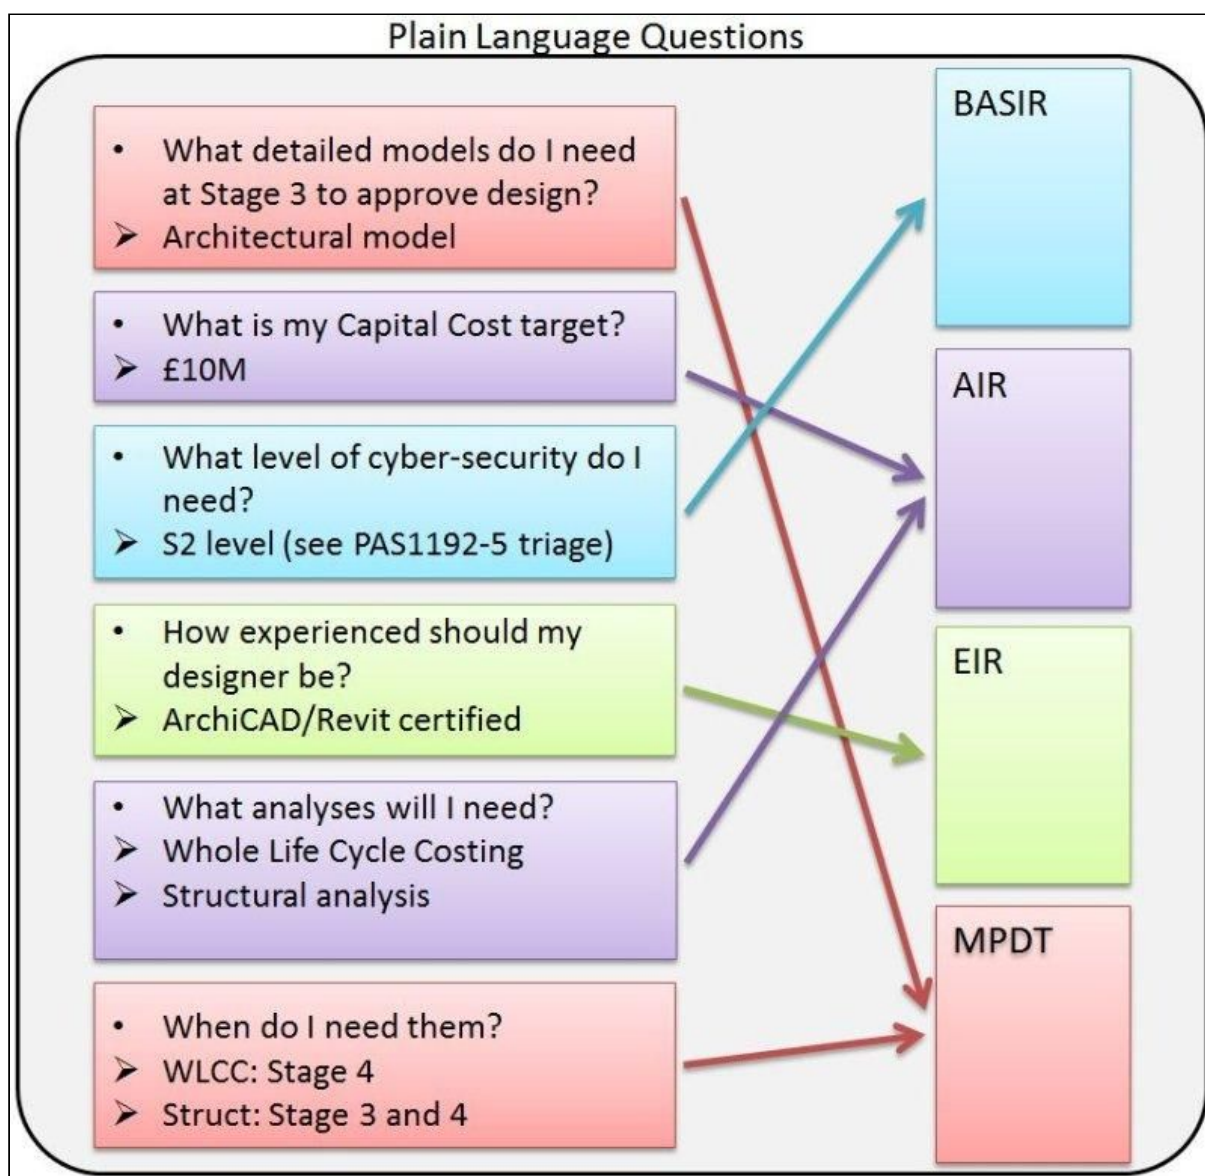 Plain Language Questions
• What detailed models do I need
at Stage 3 to approve design?
➢ Architectural model
• What is my Capital Cost target?
➢ £10M
• What level of cyber-security do I
need?
➢ S2 level (see PAS1192-5 triage)
• How experienced should my
designer be?
➢ ArchiCAD/Revit certified
• What analyses will I need?
➢ Whole Life Cycle Costing
➢ Structural analysis
• When do I need them?
➢ WLCC: Stage 4
➢ Struct: Stage 3 and 4
BASIR
AIR
EIR
MPDT